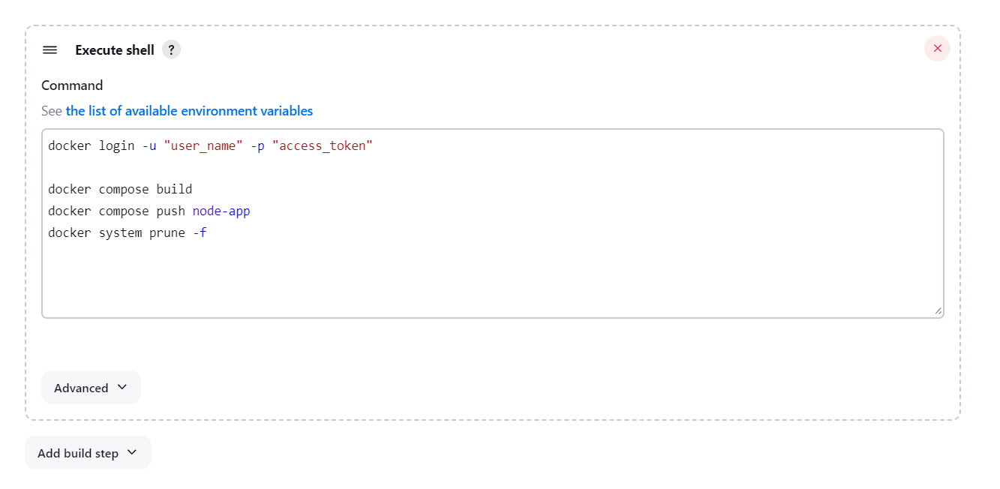 Execute shell ?
Command
See the list of available environment variables
docker login -u "user_name" -p "access_token"
docker compose build
docker compose push node-app
docker system prune -f
Advanced
Add build step